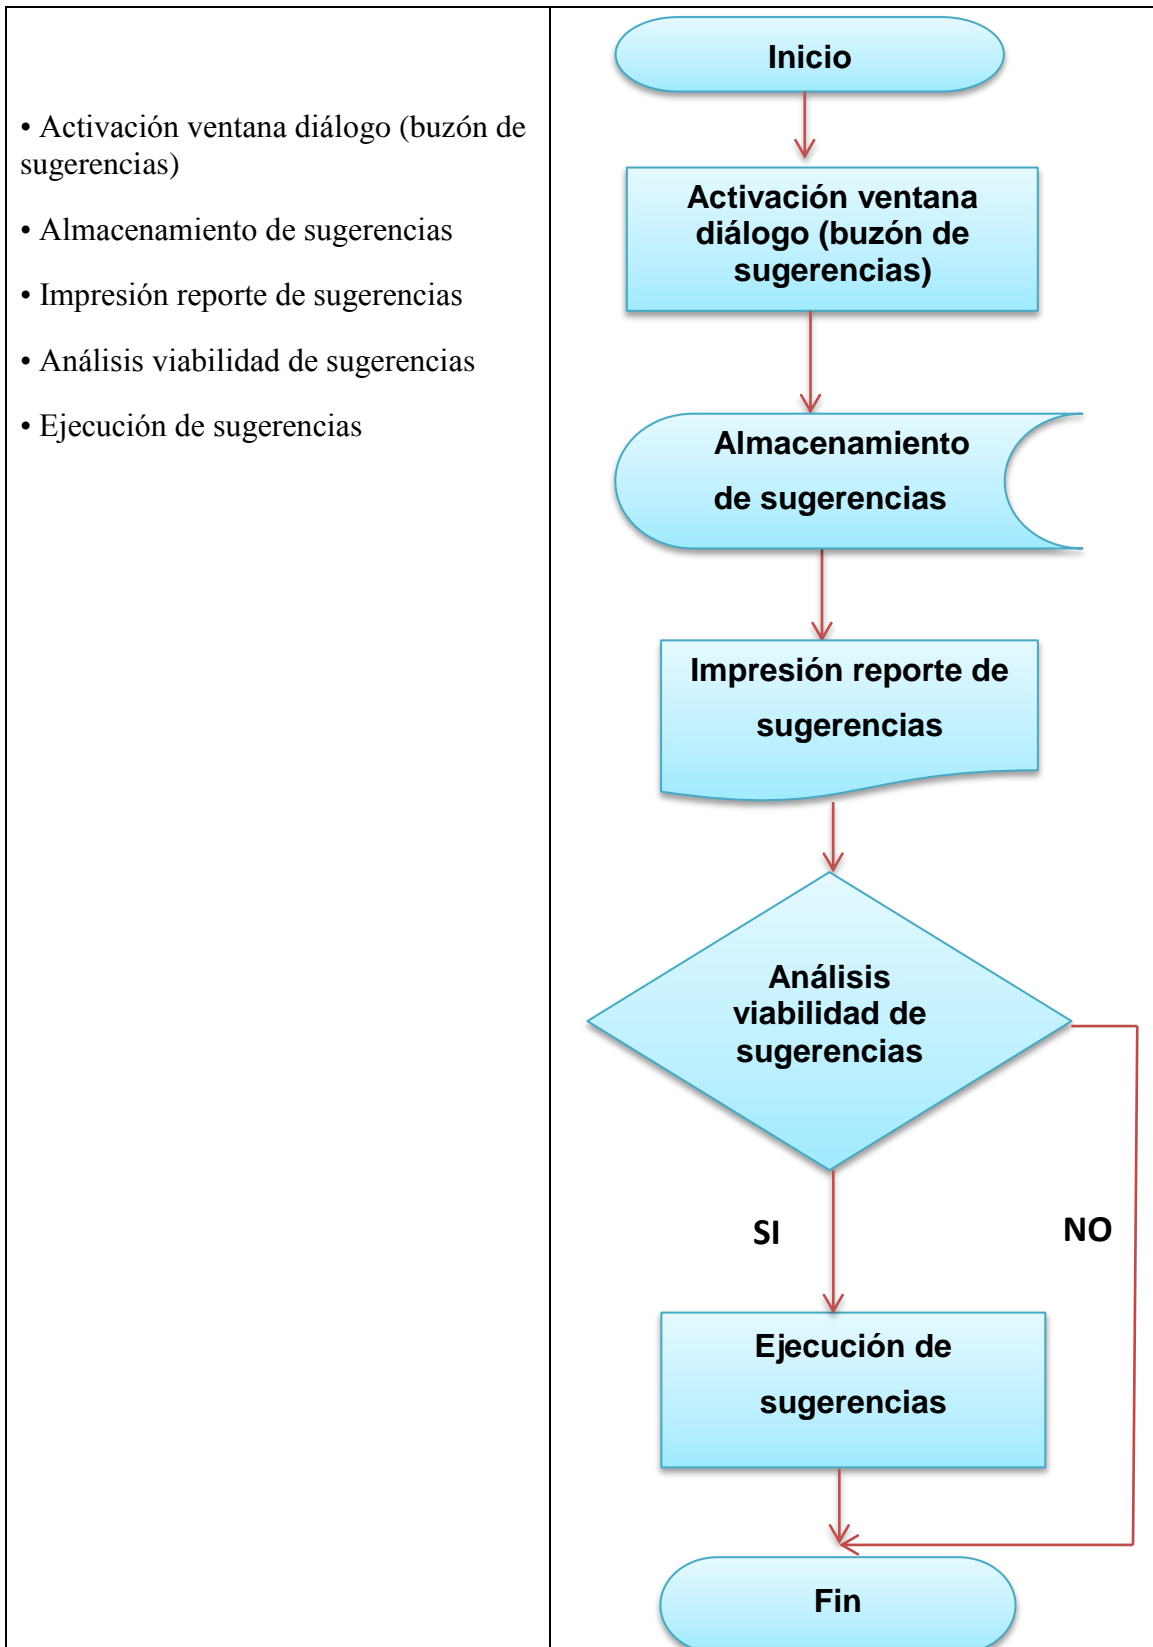 • Activación ventana diálogo (buzón de
sugerencias)
• Almacenamiento de sugerencias
• Impresión reporte de sugerencias
• Análisis viabilidad de sugerencias
• Ejecución de sugerencias
Inicio
Activación ventana
diálogo (buzón de
sugerencias)
Almacenamiento
de sugerencias
Impresión reporte de
sugerencias
Análisis
viabilidad de
sugerencias
SI
NO
Ejecución de
sugerencias
Fin